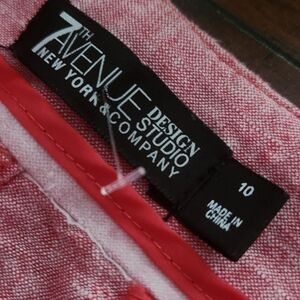 7TH
AVENUE
DESIGN
STUDIO
NEW YORK & COMPANY
10
MADE IN
CHINA